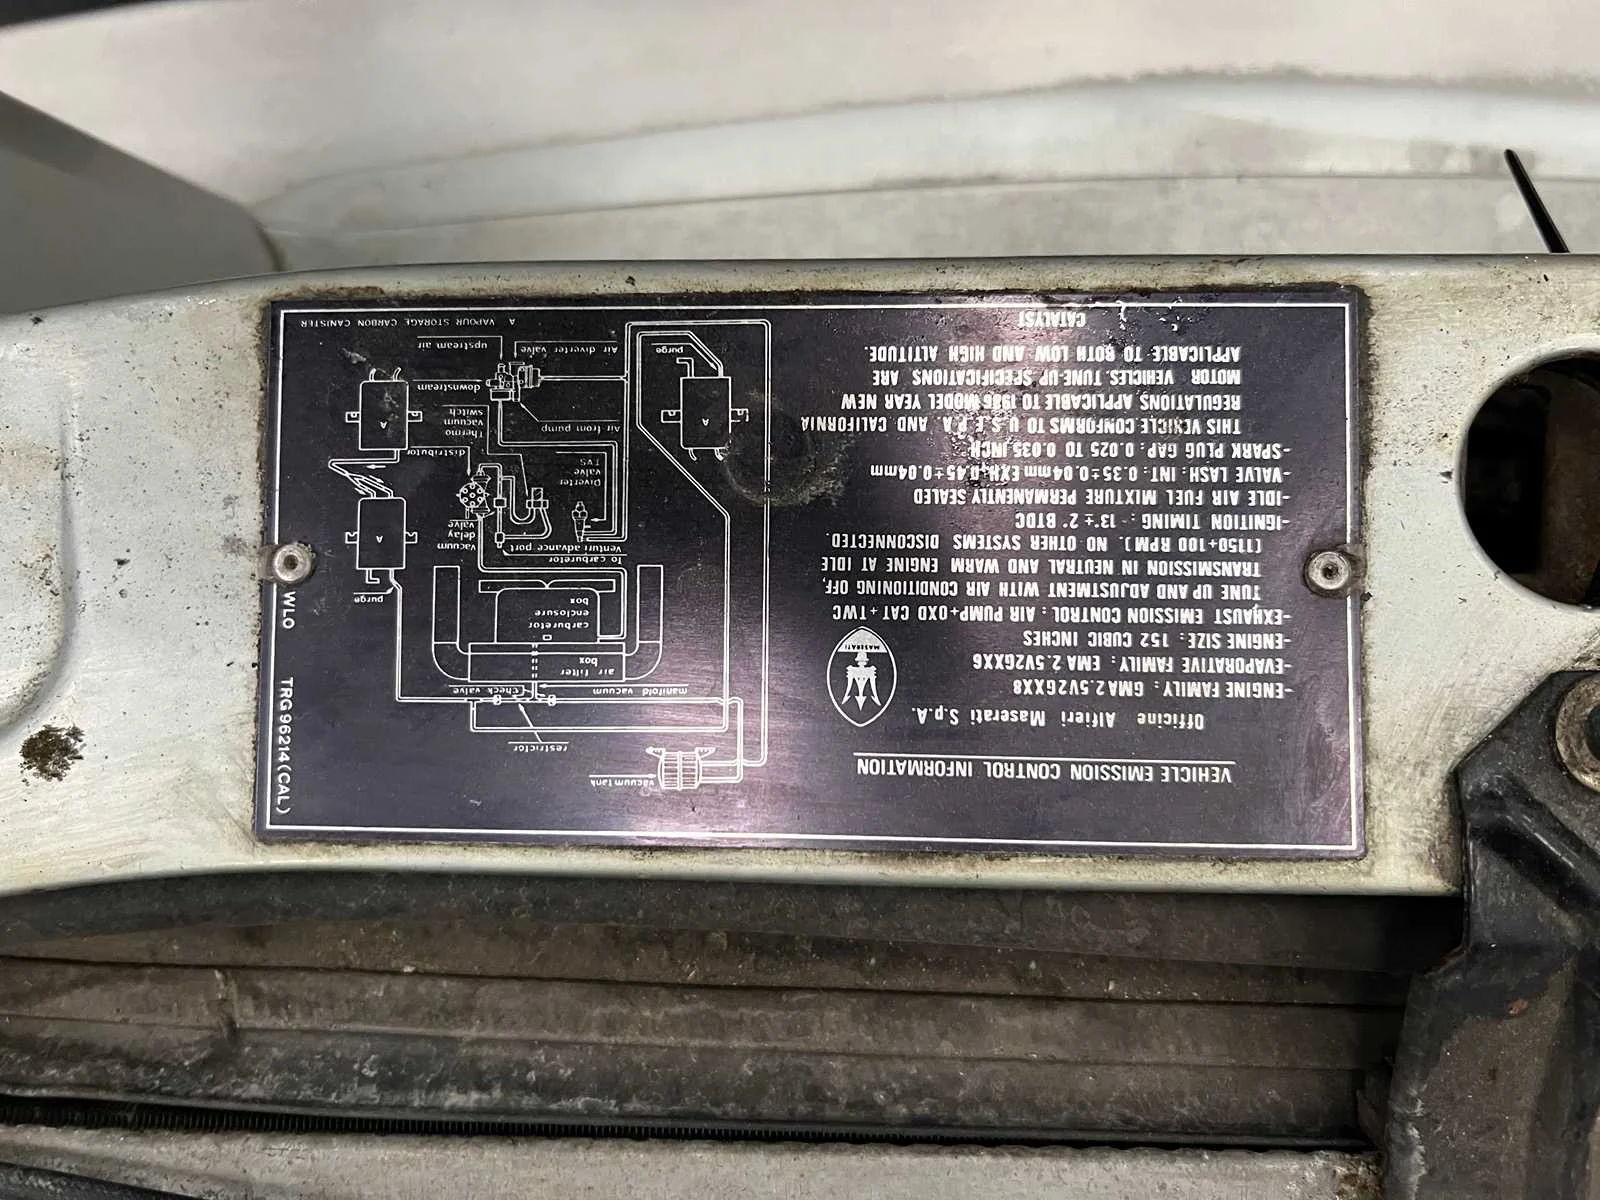 VEHICLE EMISSION CONTROL INFORMATION
Officine Alfieri Maserati S.p.A.
MASERATI
-ENGINE FAMILY: GMA2.5V2GXX8
-EVAPORATIVE FAMILY: EMA 2.5V2GXX6
-ENGINE SIZE: 152 CUBIC INCHES
-EXHAUST EMISSION CONTROL: AIR PUMP+OXD CAT+TWC
TUNE UP AND ADJUSTMENT WITH AIR CONDITIONING OFF,
TRANSMISSION IN NEUTRAL AND WARM AND ENGINE AT IDLE
(1150+100 RPM). NO OTHER SYSTEMS DISCONNECTED.
-IGNITION TIMING: 13°±2° BTDC
-IDLE AIR FUEL MIXTURE PERMANENTLY SEALED
-VALVE LASH: INT: 0.35±0.04mm EXH. 0.45±0.04mm
-SPARK PLUG GAP: 0.025 TO 0.035 INCH
THIS VEHICLE CONFORMS TO U.S.E.P.A AND CALIFORNIA
REGULATIONS APPLICABLE TO 1986 MODEL YEAR NEW
MOTOR VEHICLES. TUNE-UP SPECIFICATIONS ARE
APPLICABLE TO BOTH LOW AND HIGH ALTITUDE.
CATALYST
vacuum tank
restrictor
manifold vacuum
check valve
air filter
box
carburetor
enclosure
box
purge
To carburetor
venturi advance port
Vacuum
delay
valve
Diverter
valve
TVS
distributor
Thermo
vacuum
switch
Air from pump
downstream
Air diverter valve
upstream air
purge
A
A
A
A VAPOUR STORAGE CARBON CANISTER
WLO TRG96214(CAL)